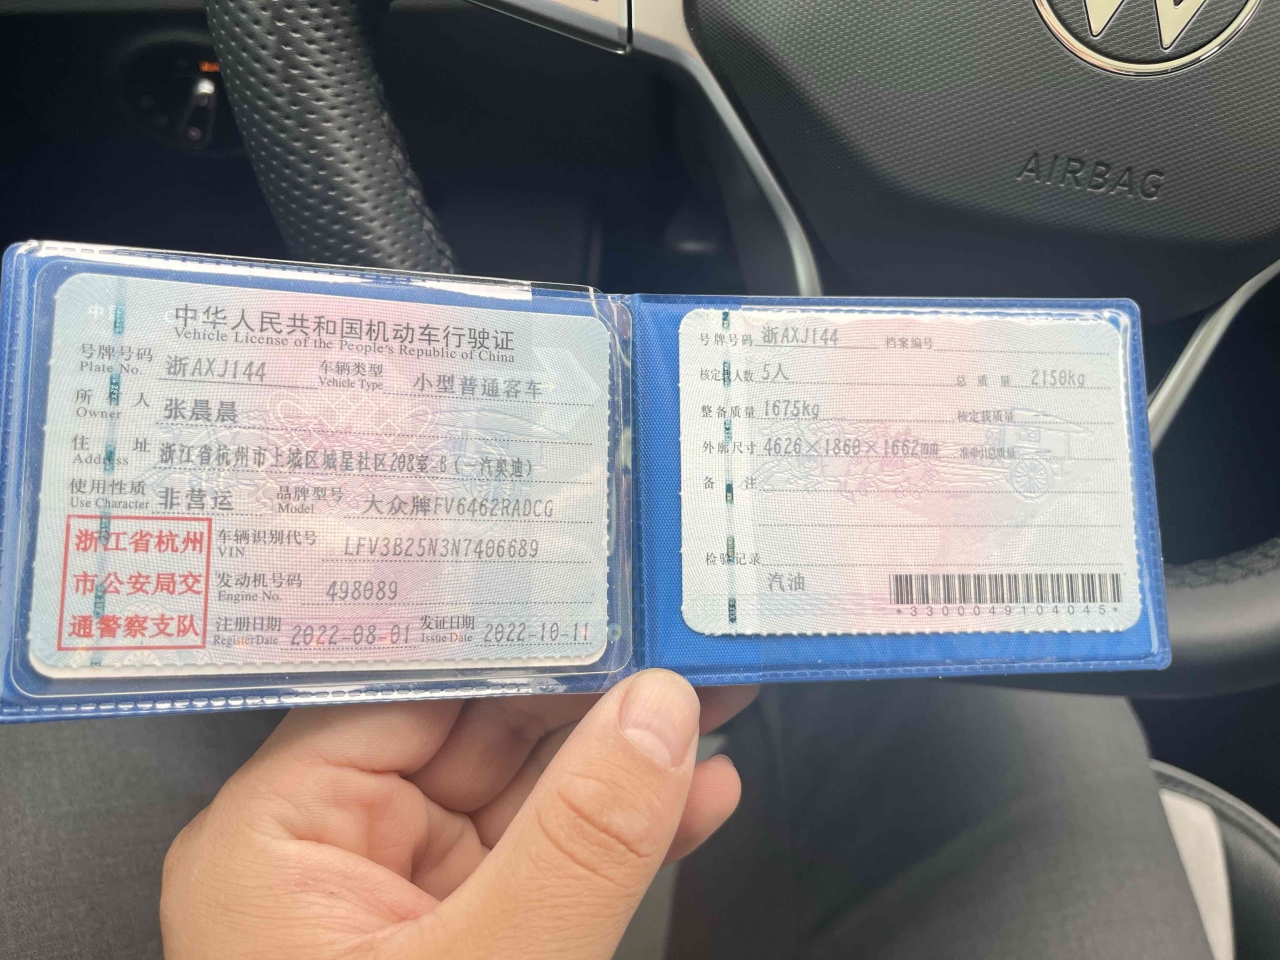 AIRBAG
中华人民共和国机动车行驶证
Vehicle License of the People's Republic of China
号牌号码 浙AXJ144 车辆类型 小型普通客车
Plate No. Vehicle Type
所有人 张晨晨
Owner
住址 浙江省杭州市上城区城星社区208室-B(一汽奥迪)
Address
使用性质 非营运 品牌型号 大众牌FV6462RADCG
Use Character Model
浙江省杭州
市公安局交
通警察支队
车辆识别代号 LFV3B25N3N7406689
VIN
发动机号码 498089
Engine No.
注册日期 2022-08-01 发证日期 2022-10-11
Register Date Issue Date
号牌号码 浙AXJ144 档案编号
核定人数 5人 总质量 2150kg
整备质量 1675kg 核定载质量
外廓尺寸 4626×1860×1662mm 准牵引总质量
备注
检验记录
汽油
*3300049104045*